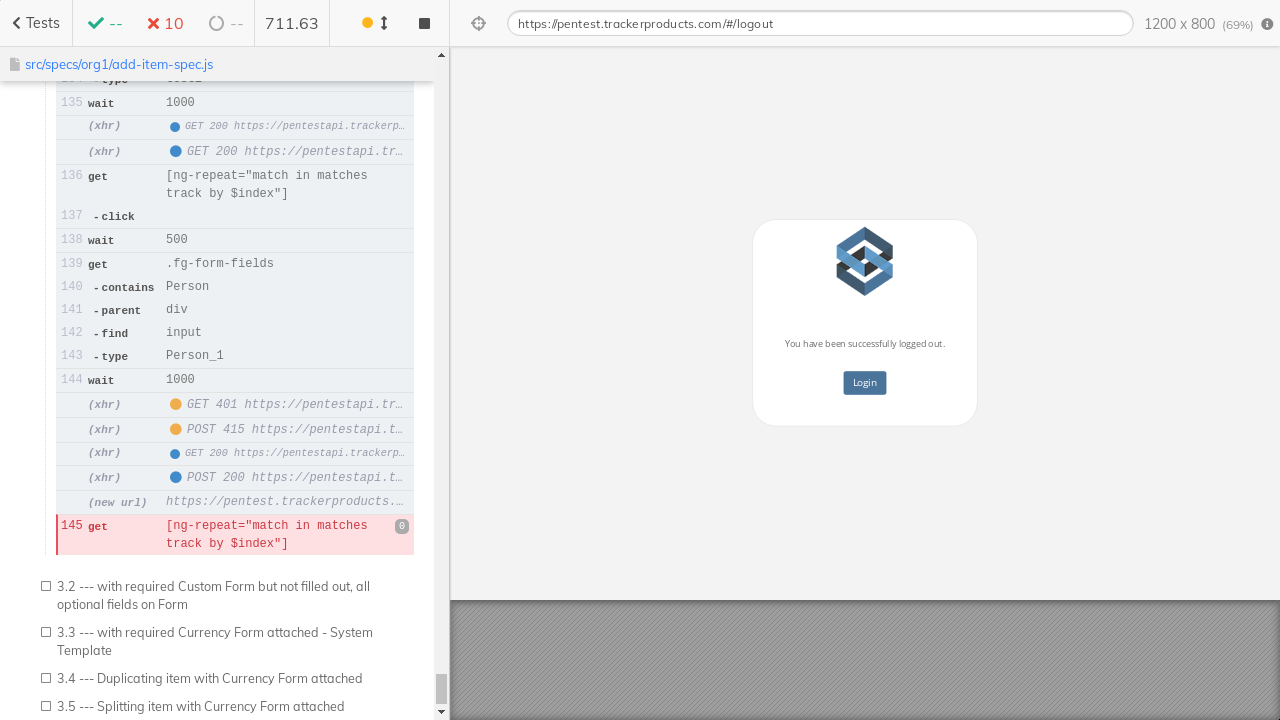 Tests
--
10
--
711.63
https://pentest.trackerproducts.com/#/logout
1200 x 800 (69%)
src/specs/org1/add-item-spec.js
135 wait 1000
(xhr) GET 200 https://pentestapi.trackerp…
(xhr) GET 200 https://pentestapi.tr…
136 get [ng-repeat="match in matches
track by $index"]
137 - click
138 wait 500
139 get .fg-form-fields
140 - contains Person
141 - parent div
142 - find input
143 - type Person_1
144 wait 1000
(xhr) GET 401 https://pentestapi.tr…
(xhr) POST 415 https://pentestapi.t…
(xhr) GET 200 https://pentestapi.trackerp…
(xhr) POST 200 https://pentestapi.t…
(new url) https://pentest.trackerproducts.…
145 get [ng-repeat="match in matches 0
track by $index"]
3.2 --- with required Custom Form but not filled out, all
optional fields on Form
3.3 --- with required Currency Form attached - System
Template
3.4 --- Duplicating item with Currency Form attached
3.5 --- Splitting item with Currency Form attached
You have been successfully logged out.
Login